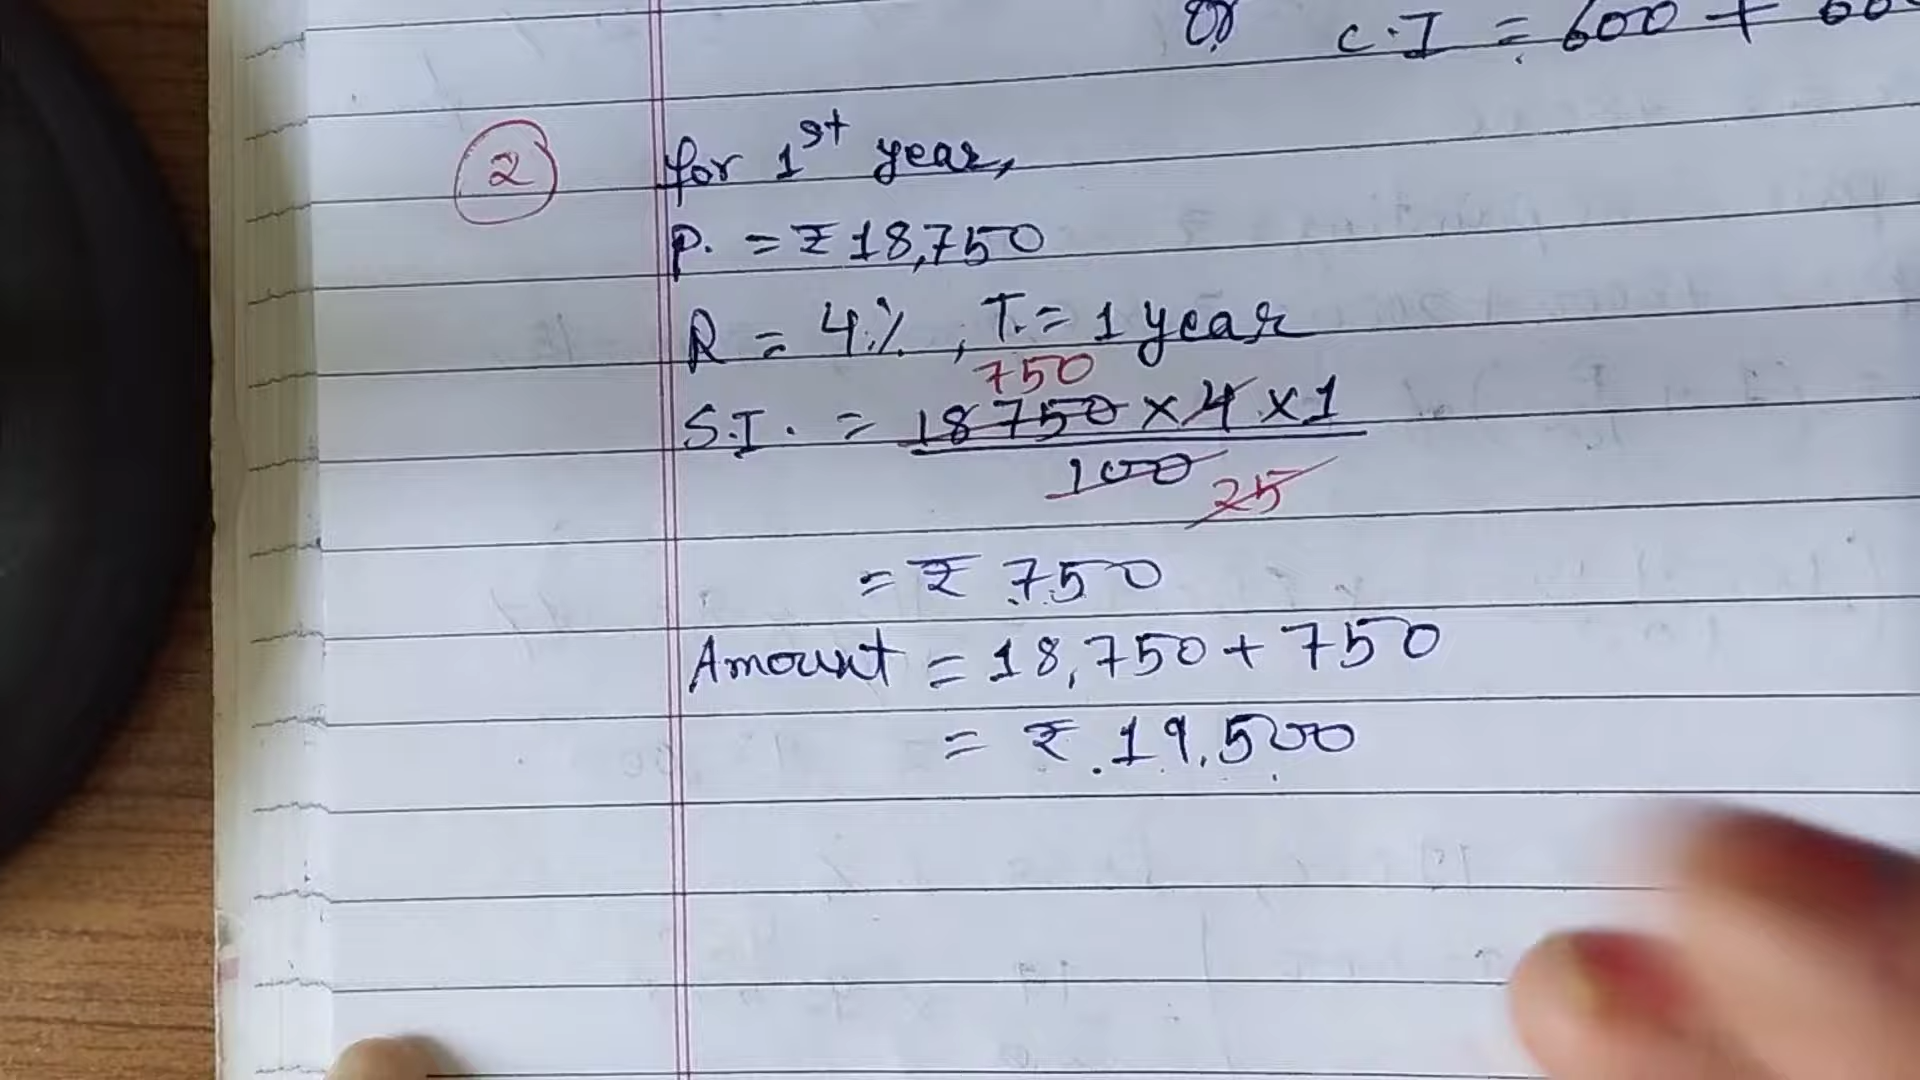 Or C.I = 600 +
2 for 1st year,
P. = ₹ 18,750
R = 4% , T. = 1 year
750
S.I. = 18750 × 4 × 1
100 25
= ₹ 750
Amount = 18,750 + 750
= ₹. 19,500